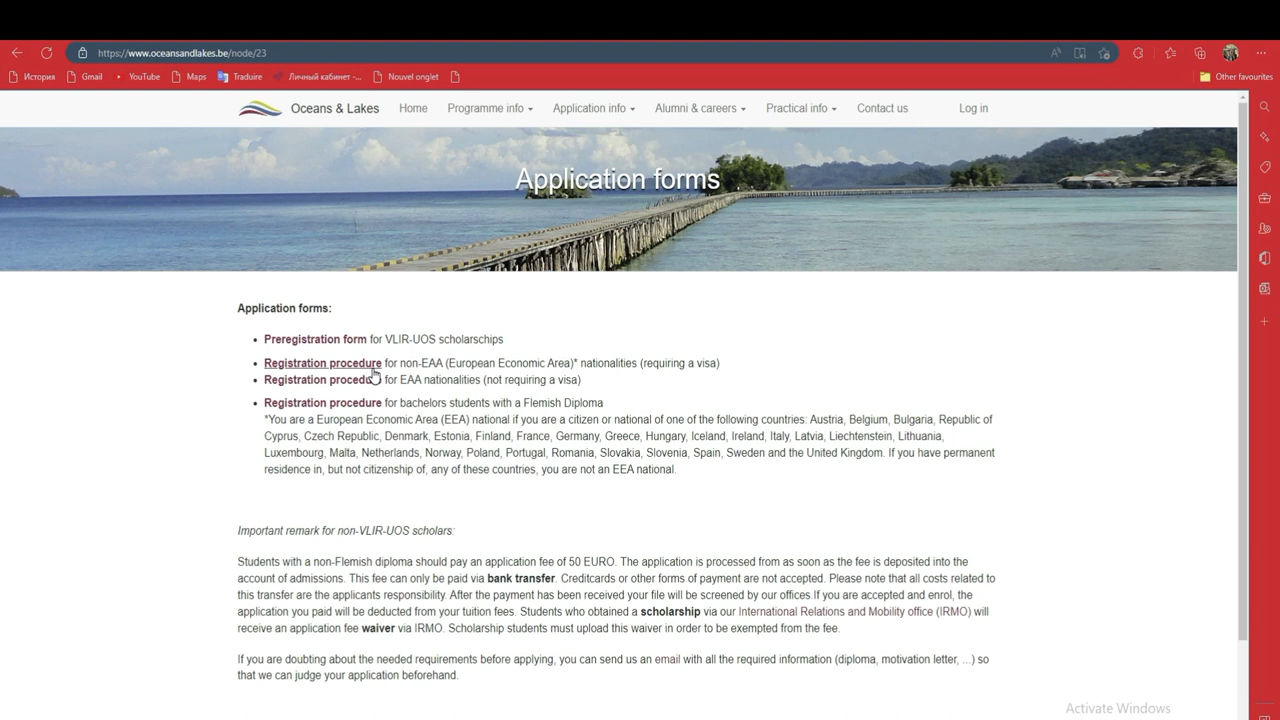 https://www.oceansandlakes.be/node/23
История Gmail YouTube Maps Traduire Личный кабинет -... Nouvel onglet Other favourites
Oceans & Lakes Home Programme info Application info Alumni & careers Practical info Contact us Log in
Application forms
Application forms:
Preregistration form for VLIR-UOS scholarships
Registration procedure for non-EAA (European Economic Area)* nationalities (requiring a visa)
Registration procedure for EAA nationalities (not requiring a visa)
Registration procedure for bachelors students with a Flemish Diploma
*You are a European Economic Area (EEA) national if you are a citizen or national of one of the following countries: Austria, Belgium, Bulgaria, Republic of
Cyprus, Czech Republic, Denmark, Estonia, Finland, France, Germany, Greece, Hungary, Iceland, Ireland, Italy, Latvia, Liechtenstein, Lithuania,
Luxembourg, Malta, Netherlands, Norway, Poland, Portugal, Romania, Slovakia, Slovenia, Spain, Sweden and the United Kingdom. If you have permanent
residence in, but not citizenship of, any of these countries, you are not an EEA national.
Important remark for non-VLIR-UOS scholars:
Students with a non-Flemish diploma should pay an application fee of 50 EURO. The application is processed from as soon as the fee is deposited into the
account of admissions. This fee can only be paid via bank transfer. Creditcards or other forms of payment are not accepted. Please note that all costs related to
this transfer are the applicants responsibility. After the payment has been received your file will be screened by our offices.If you are accepted and enrol, the
application you paid will be deducted from your tuition fees. Students who obtained a scholarship via our International Relations and Mobility office (IRMO) will
receive an application fee waiver via IRMO. Scholarship students must upload this waiver in order to be exempted from the fee.
If you are doubting about the needed requirements before applying, you can send us an email with all the required information (diploma, motivation letter, ...) so
that we can judge your application beforehand.
Activate Windows